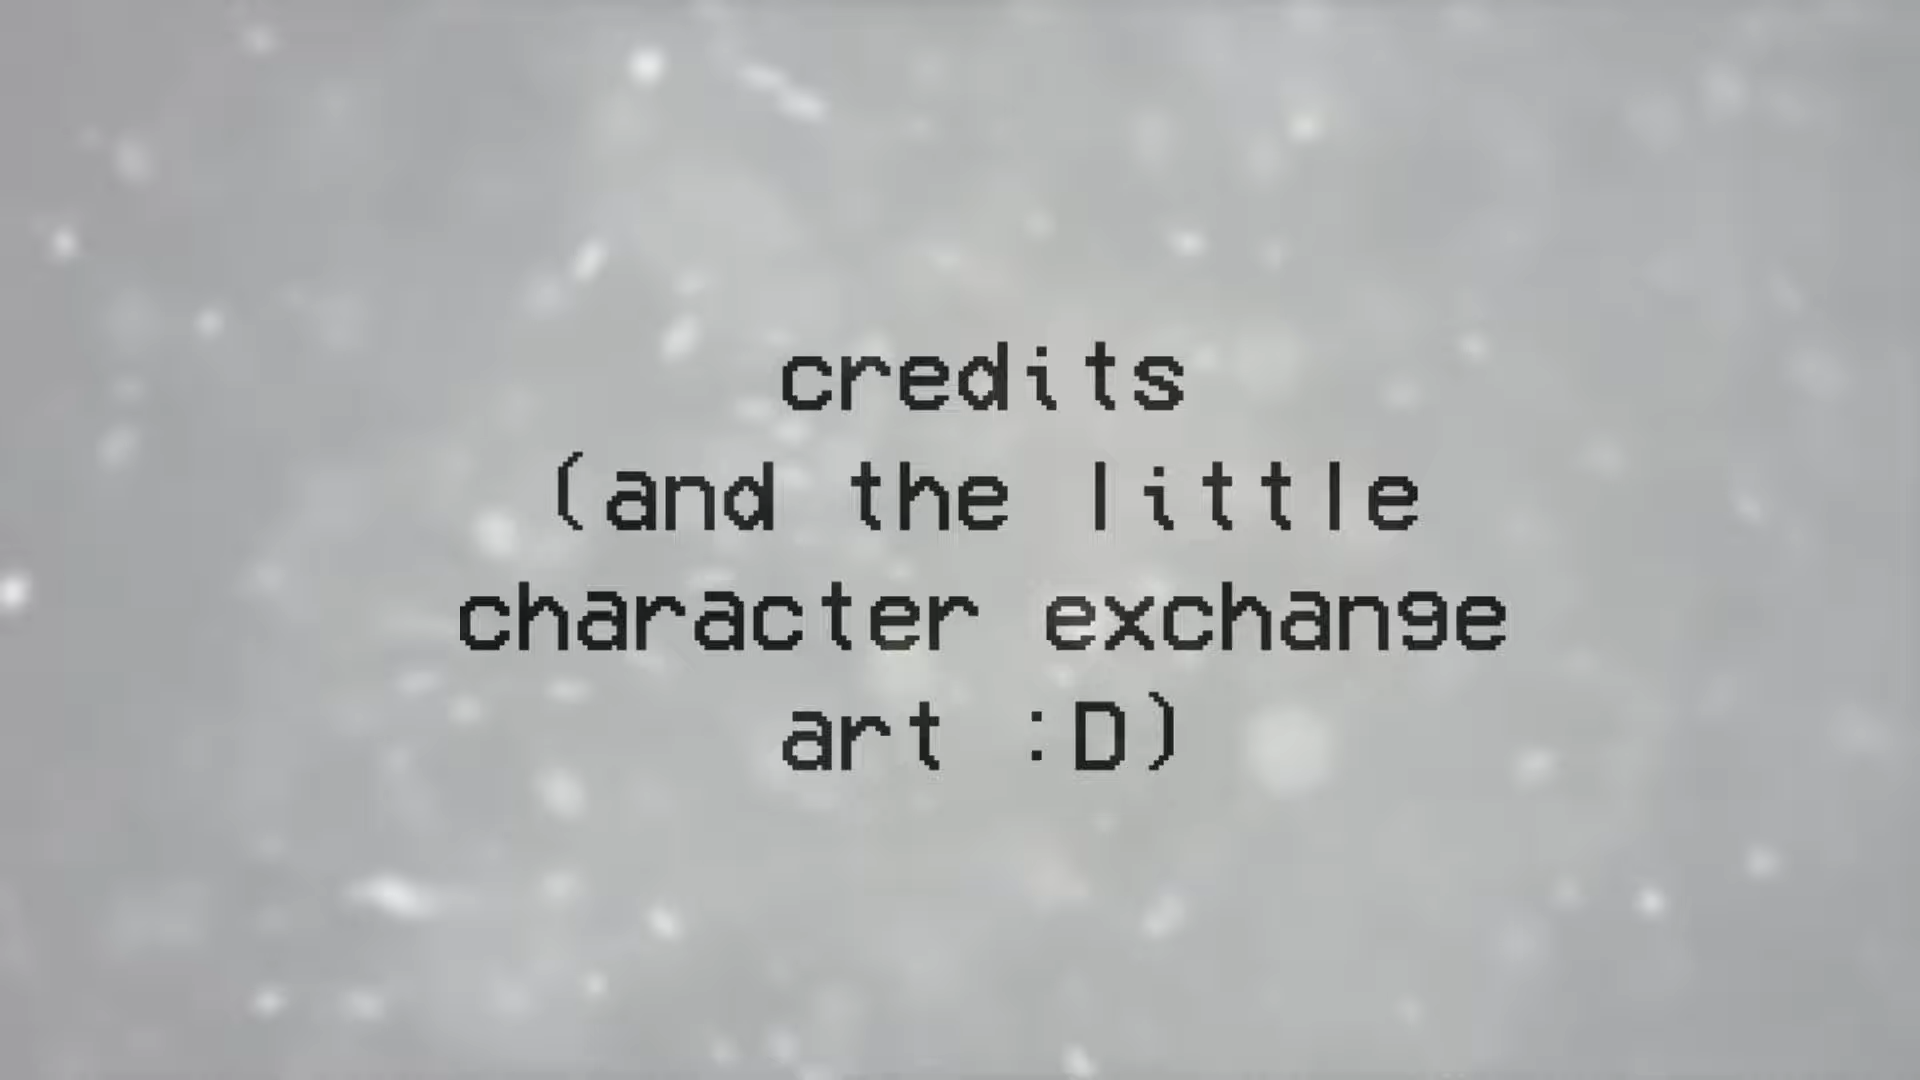 credits
(and the little
character exchange
art :D)